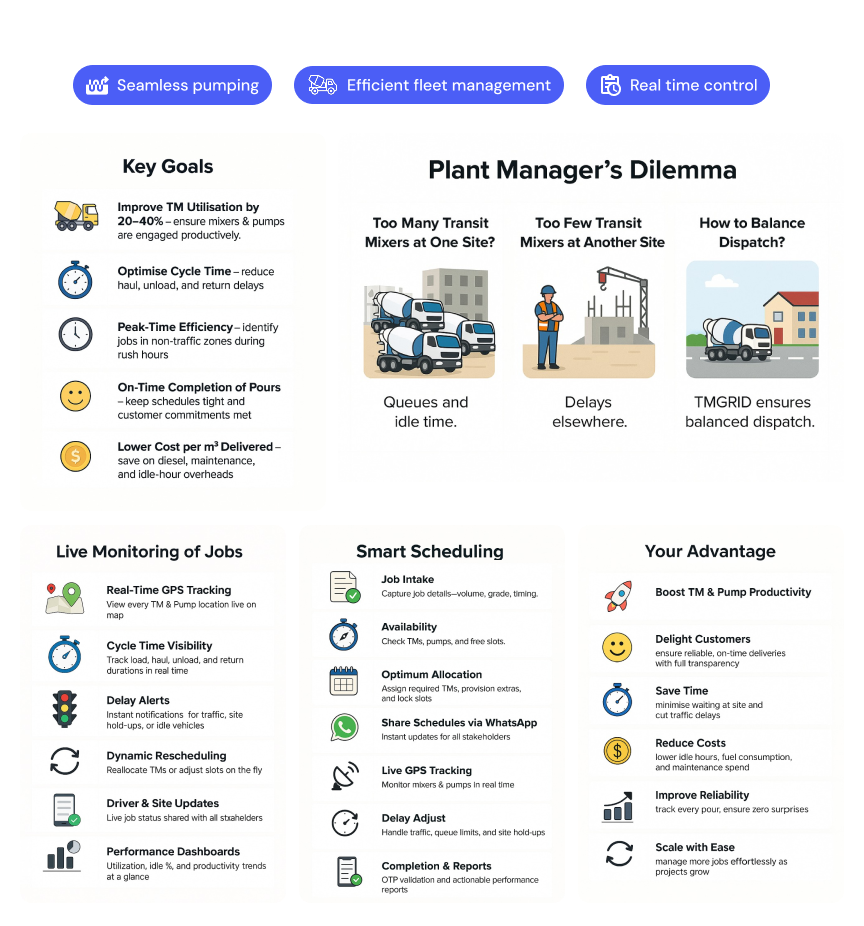 Seamless pumping
Efficient fleet management
Real time control
Key Goals
Improve TM Utilisation by
20–40% – ensure mixers & pumps
are engaged productively.
Optimise Cycle Time – reduce
haul, unload, and return delays
Peak-Time Efficiency – identify
jobs in non-traffic zones during
rush hours
On-Time Completion of Pours
– keep schedules tight and
customer commitments met
Lower Cost per m³ Delivered –
save on diesel, maintenance,
and idle-hour overheads
Plant Manager’s Dilemma
Too Many Transit
Mixers at One Site?
Queues and
idle time.
Too Few Transit
Mixers at Another Site
Delays
elsewhere.
How to Balance
Dispatch?
TMGRID ensures
balanced dispatch.
Live Monitoring of Jobs
Real-Time GPS Tracking
View every TM & Pump location live on
map
Cycle Time Visibility
Track load, haul, unload, and return
durations in real time
Delay Alerts
Instant notifications for traffic, site
hold-ups, or idle vehicles
Dynamic Rescheduling
Reallocate TMs or adjust slots on the fly
Driver & Site Updates
Live job status shared with all stxaholders
Performance Dashboards
Utilization, idle %, and productivity trends
at a glance
Smart Scheduling
Job Intake
Capture job details—volume, grade, timing.
Availability
Check TMs, pumps, and free slots.
Optimum Allocation
Assign required TMs, provision extras,
and lock slots
Share Schedules via WhatsApp
Instant updates for all stakeholders
Live GPS Tracking
Monitor mixers & pumps in real time
Delay Adjust
Handle traffic, queue limits, and site hold-ups
Completion & Reports
OTP validation and actionable performance
reports
Your Advantage
Boost TM & Pump Productivity
Delight Customers
ensure reliable, on-time deliveries
with full transparency
Save Time
minimise waiting at site and
cut traffic delays
$
Reduce Costs
lower idle hours, fuel consumption,
and maintenance spend
Improve Reliability
track every pour, ensure zero surprises
Scale with Ease
manage more jobs effortlessly as
projects grow